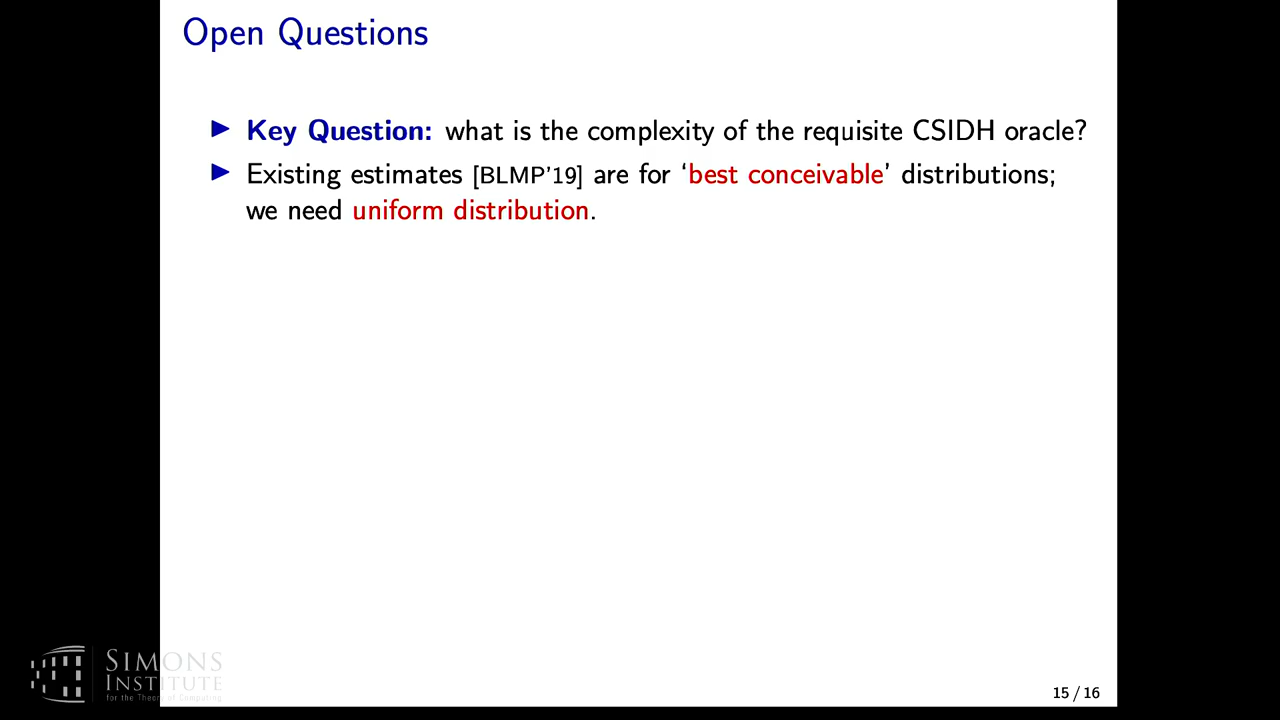 Open Questions
▶ Key Question: what is the complexity of the requisite CSIDH oracle?
▶ Existing estimates [BLMP'19] are for ‘best conceivable’ distributions;
we need uniform distribution.
SIMONS
INSTITUTE
for the Theory of Computing
15 / 16